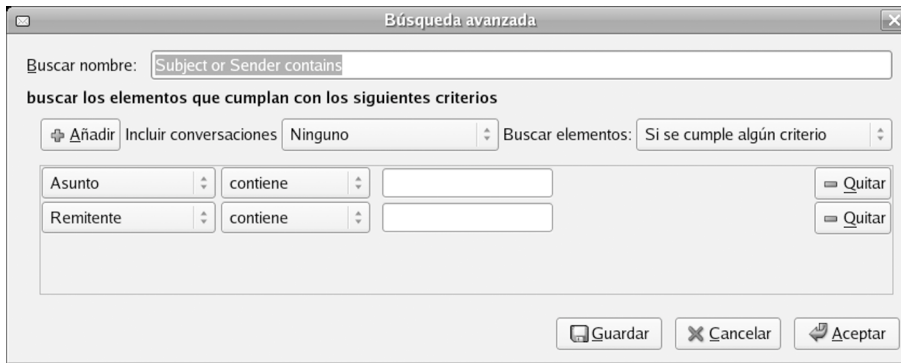 Búsqueda avanzada
Buscar nombre: Subject or Sender contains
buscar los elementos que cumplan con los siguientes criterios
Añadir Incluir conversaciones Ninguno Buscar elementos: Si se cumple algún criterio
Asunto contiene Quitar
Remitente contiene Quitar
Guardar Cancelar Aceptar